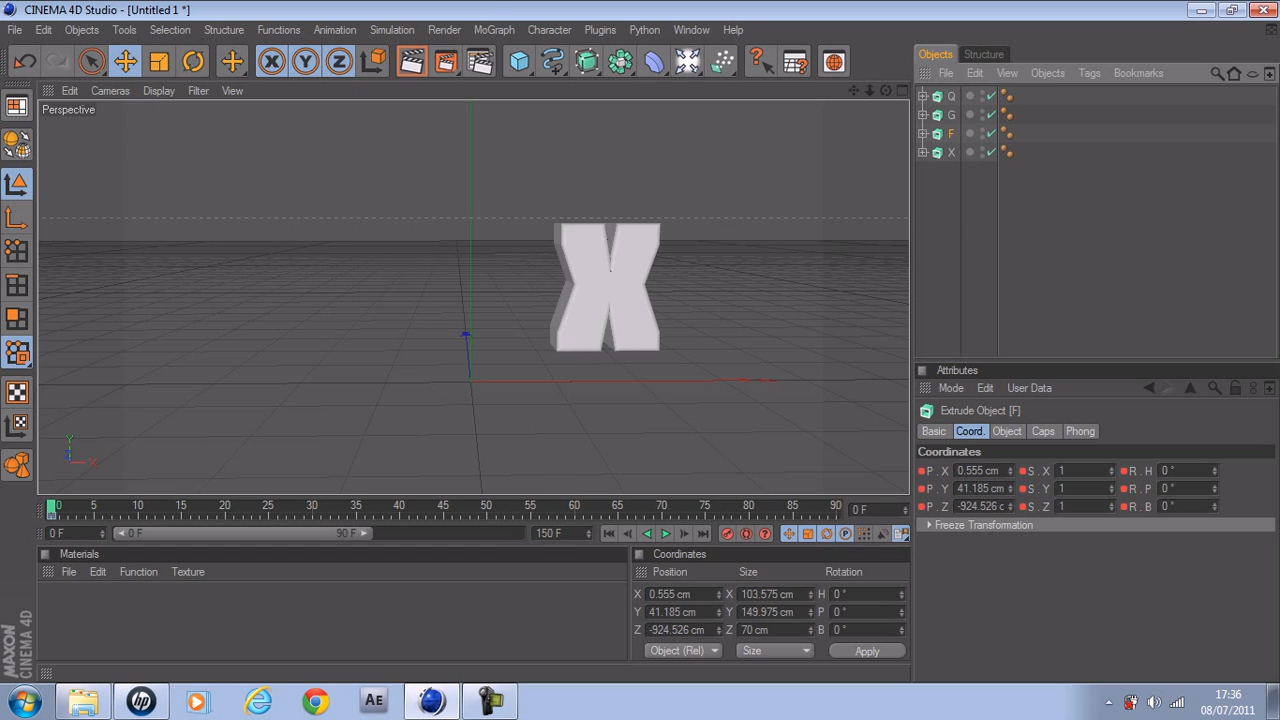 CINEMA 4D Studio - [Untitled 1 *]
File Edit Objects Tools Selection Structure Functions Animation Simulation Render MoGraph Character Plugins Python Window Help
X Y Z
Objects Structure
File Edit View Objects Tags Bookmarks
Edit Cameras Display Filter View
Perspective
Q
G
F
X
X
Y
Z
X
Attributes
Mode Edit User Data
Extrude Object [F]
Basic Coord. Object Caps Phong
Coordinates
P . X 0.555 cm S . X 1 R . H 0 °
P . Y 41.185 cm S . Y 1 R . P 0 °
P . Z -924.526 c S . Z 1 R . B 0 °
Freeze Transformation
0 5 10 15 20 25 30 35 40 45 50 55 60 65 70 75 80 85 90 0 F
0 F 0 F 90 F 150 F
Materials
File Edit Function Texture
Coordinates
Position Size Rotation
X 0.555 cm X 103.575 cm H 0 °
Y 41.185 cm Y 149.975 cm P 0 °
Z -924.526 cm Z 70 cm B 0 °
Object (Rel) Size Apply
MAXON
CINEMA 4D
hp
AE
17:36
08/07/2011